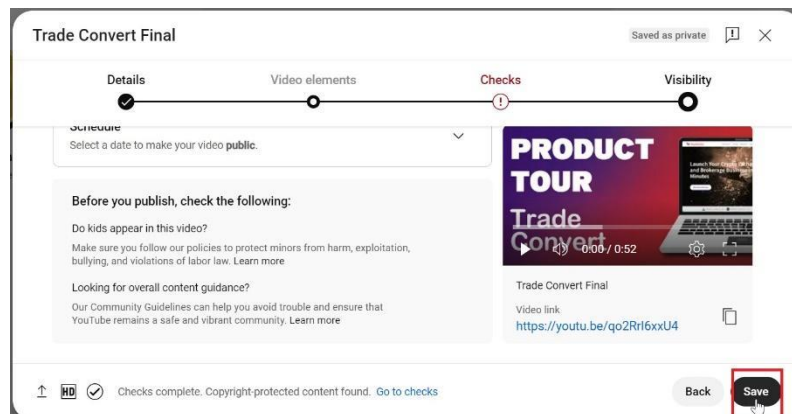 Trade Convert Final
Saved as private
Details
Video elements
Checks
Visibility
Schedule
Select a date to make your video public.
Before you publish, check the following:
Do kids appear in this video?
Make sure you follow our policies to protect minors from harm, exploitation,
bullying, and violations of labor law. Learn more
Looking for overall content guidance?
Our Community Guidelines can help you avoid trouble and ensure that
YouTube remains a safe and vibrant community. Learn more
PRODUCT
TOUR
Trade
Convert
0:00 / 0:52
Trade Convert Final
Video link
https://youtu.be/qo2RrI6xxU4
HD
Checks complete. Copyright-protected content found. Go to checks
Back
Save